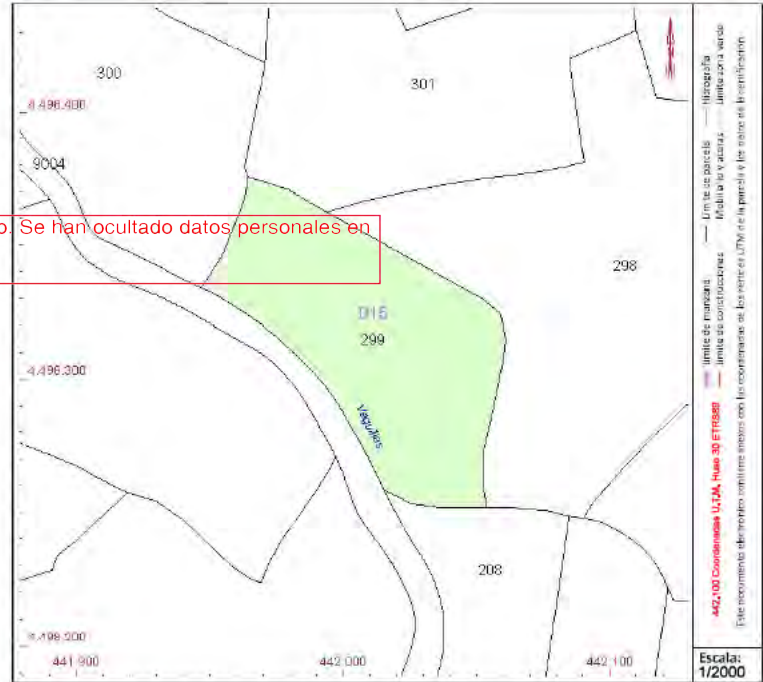 300
301
4.496.400
9004
o. Se han ocultado datos personales en
298
015
299
4.496.300
Veguillas
208
4.496.200
441.900
442.000
442.100
442,100 Coordenadas U.T.M. Huso 30 ETRS89
límite de manzana
límite de construcciones
Límite de parcela
Mobiliario y aceras
Hidrografía
Límite zona verde
Este documento electrónico contiene anexos con las coordenadas de los vértices UTM de la parcela y los datos de la certificación
Escala:
1/2000